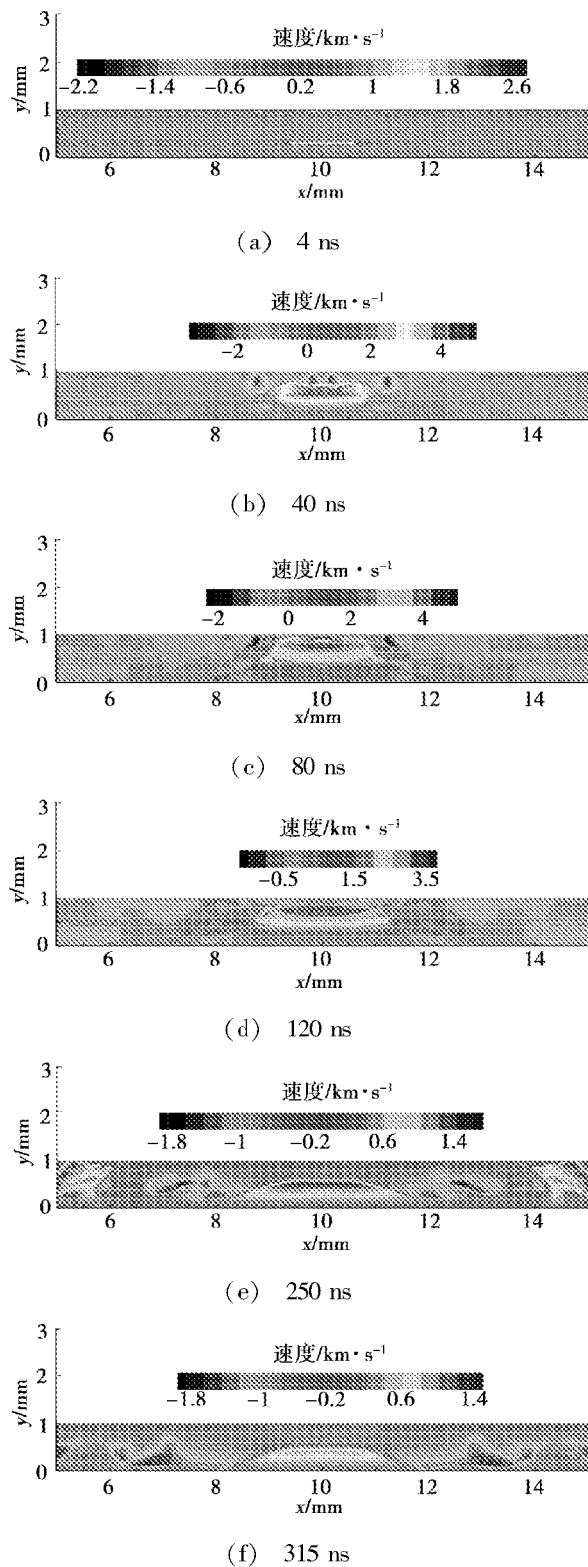 3
速度/km·s⁻¹
2
−2.2 −1.4 −0.6 0.2 1 1.8 2.6
y/mm
1
0
6 8 10 12 14
x/mm
(a) 4 ns
3
速度/km·s⁻¹
2
−2 0 2 4
y/mm
1
0
6 8 10 12 14
x/mm
(b) 40 ns
3
速度/km·s⁻¹
2
−2 0 2 4
y/mm
1
0
6 8 10 12 14
x/mm
(c) 80 ns
3
速度/km·s⁻¹
2
−0.5 1.5 3.5
y/mm
1
0
6 8 10 12 14
x/mm
(d) 120 ns
3
速度/km·s⁻¹
2
−1.8 −1 −0.2 0.6 1.4
y/mm
1
0
6 8 10 12 14
x/mm
(e) 250 ns
3
速度/km·s⁻¹
2
−1.8 −1 −0.2 0.6 1.4
y/mm
1
0
6 8 10 12 14
x/mm
(f) 315 ns